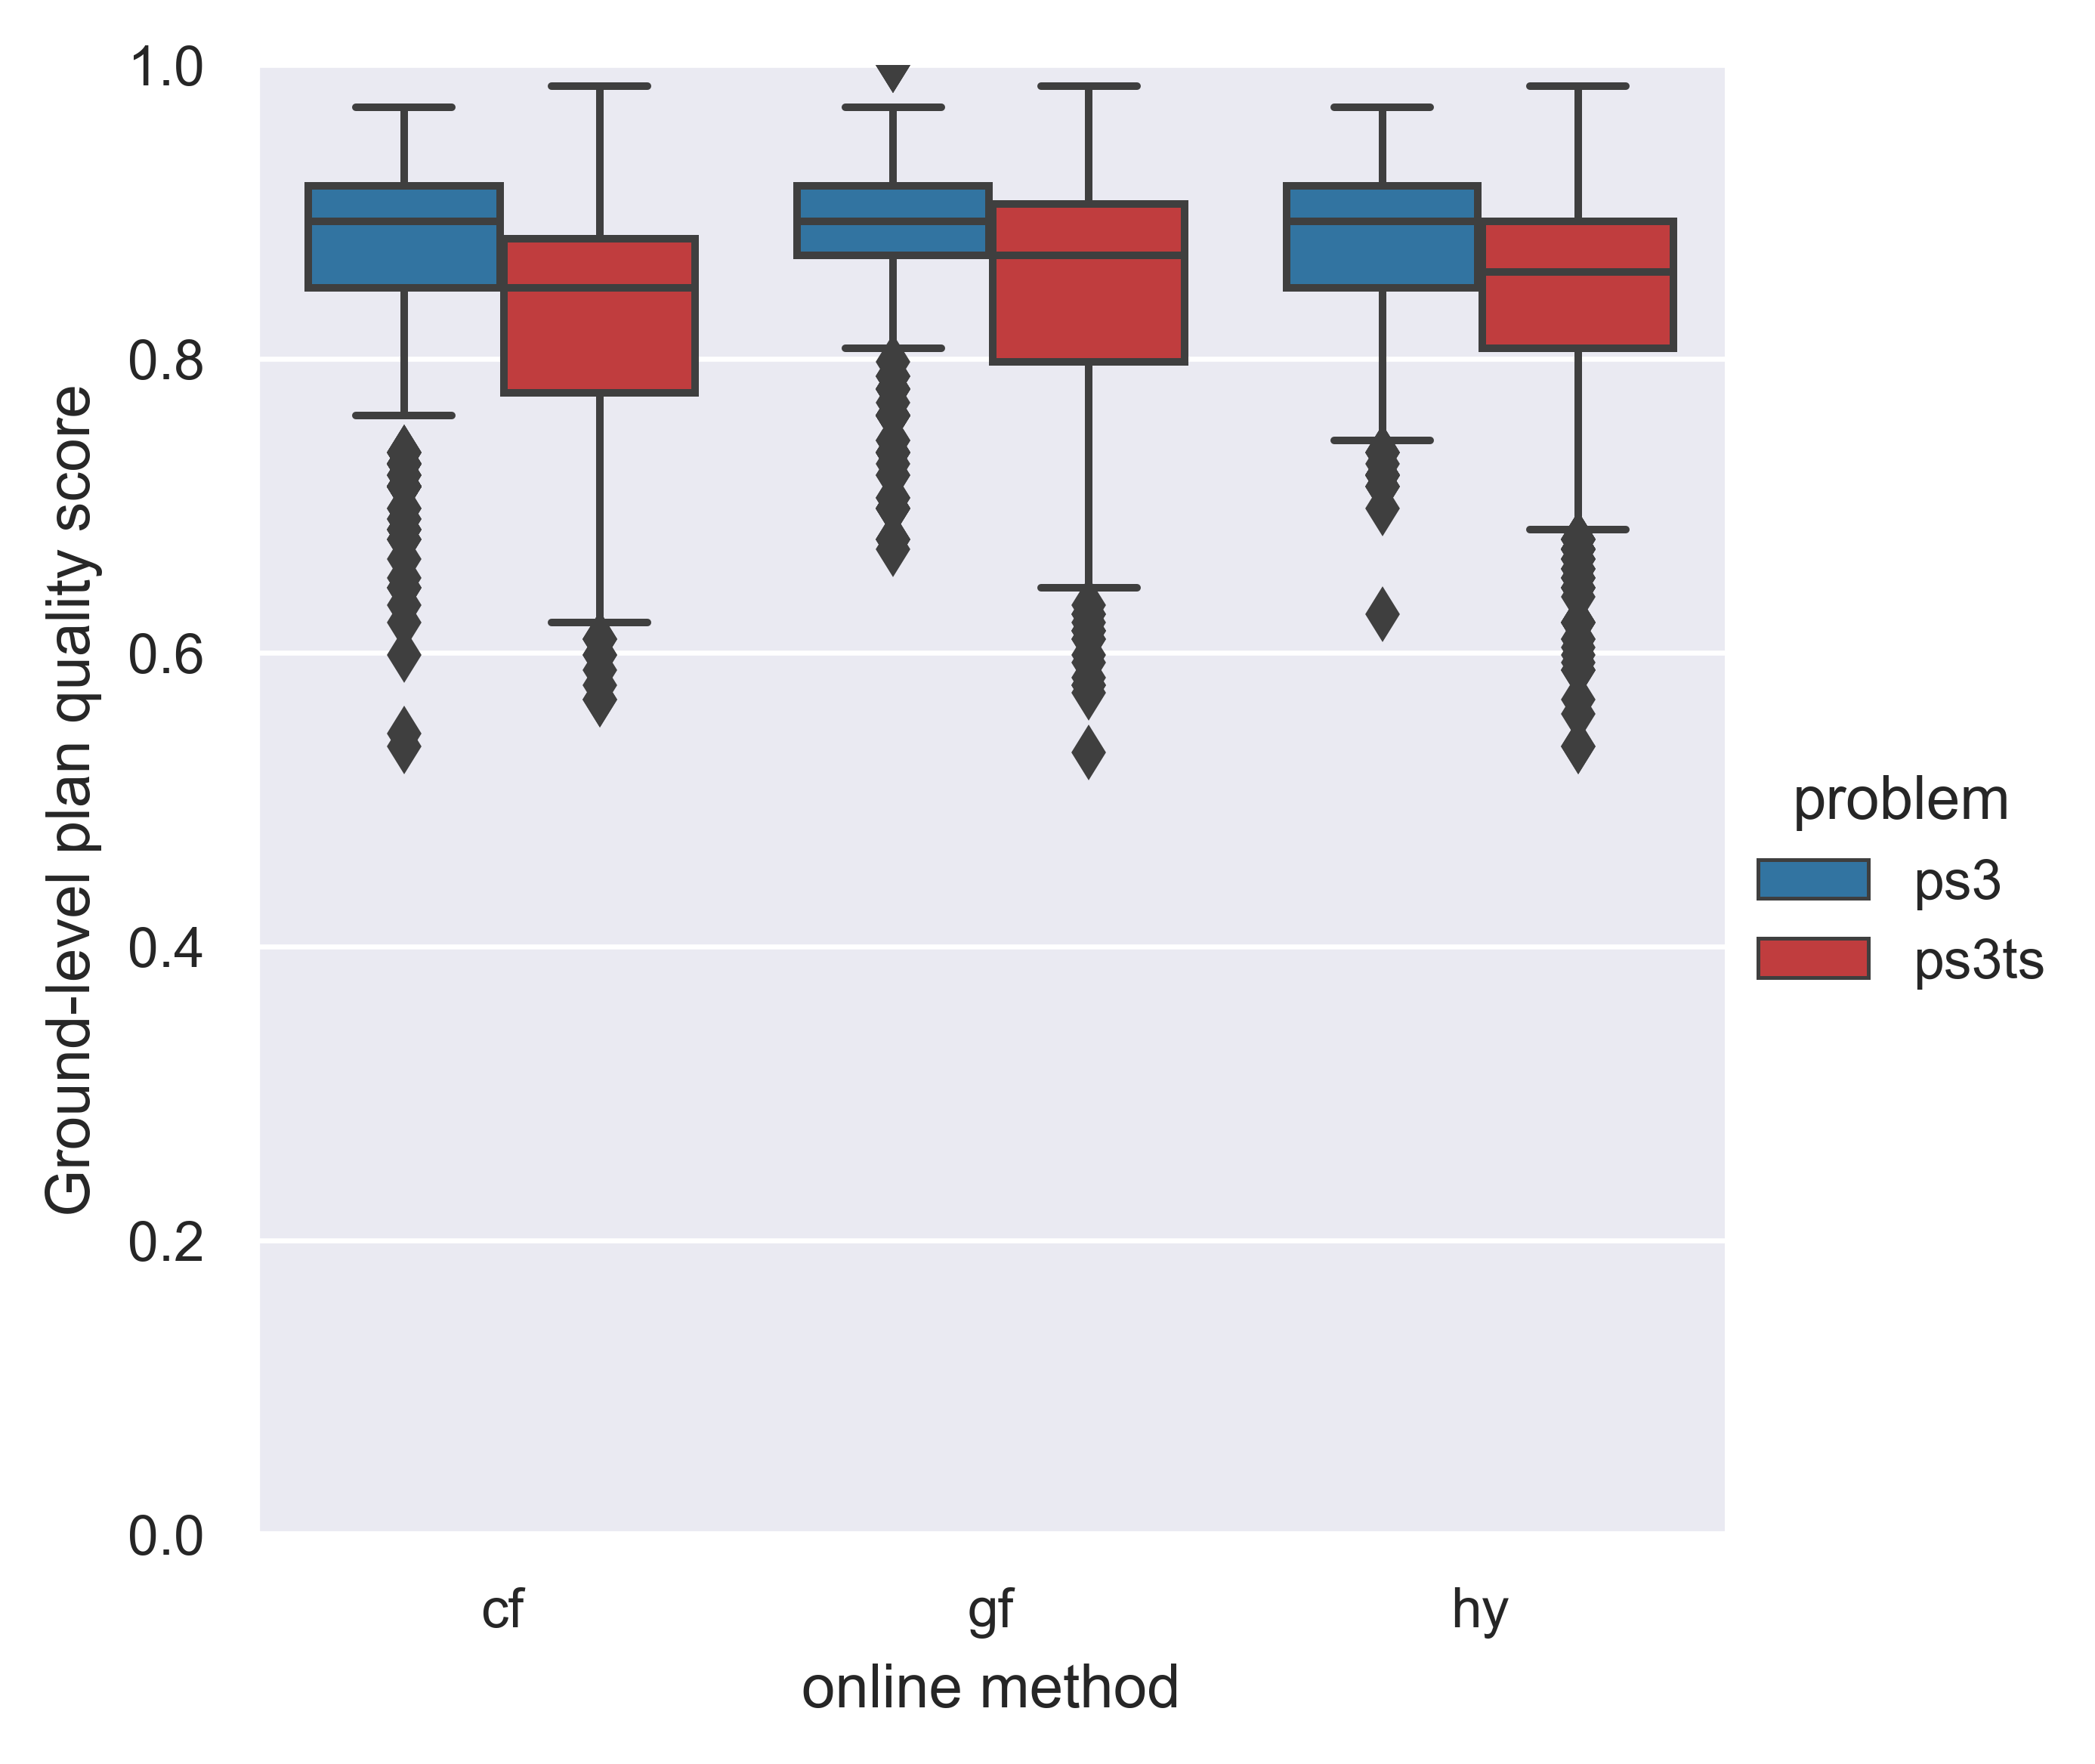 Ground-level plan quality score
1.0
0.8
0.6
0.4
0.2
0.0
cf
gf
hy
online method
problem
ps3
ps3ts